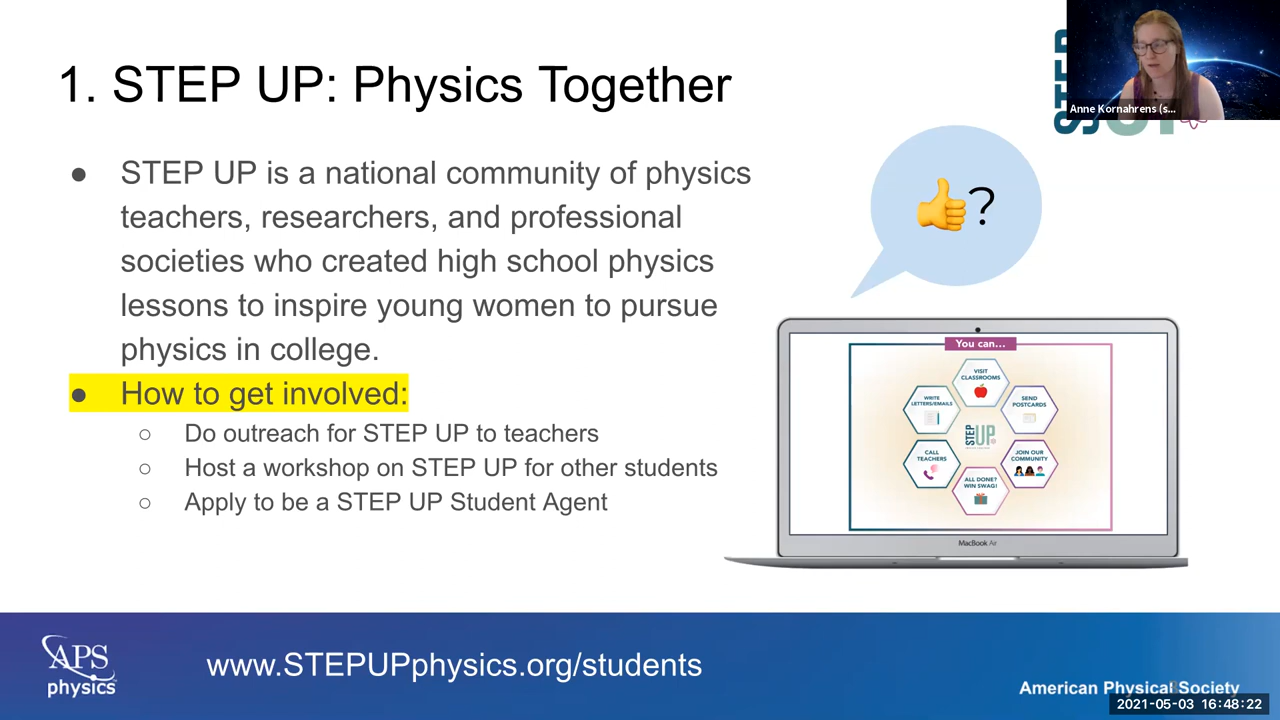 1. STEP UP: Physics Together
STEP
UP
Anne Kornahrens (s...
● STEP UP is a national community of physics
teachers, researchers, and professional
societies who created high school physics
lessons to inspire young women to pursue
physics in college.
● How to get involved:
○ Do outreach for STEP UP to teachers
○ Host a workshop on STEP UP for other students
○ Apply to be a STEP UP Student Agent
👍?
You can...
VISIT
CLASSROOMS
WRITE
LETTERS/EMAILS
SEND
POSTCARDS
STEP
UP
CALL
TEACHERS
JOIN OUR
COMMUNITY
ALL DONE?
WIN SWAG!
MacBook Air
APS
physics
www.STEPUPphysics.org/students
American Physical Society
2021-05-03 16:48:22